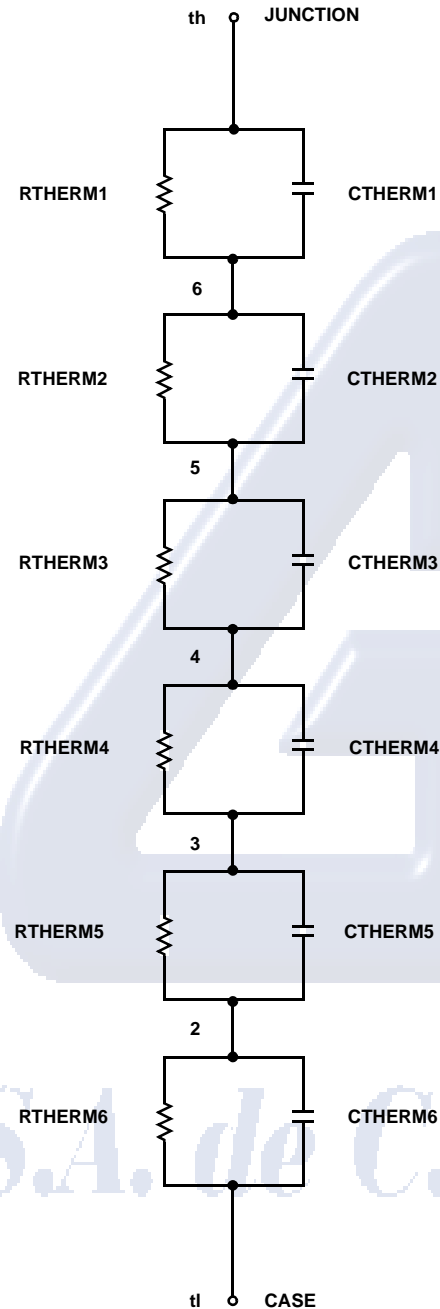 th JUNCTION
RTHERM1 CTHERM1
6
RTHERM2 CTHERM2
5
RTHERM3 CTHERM3
4
RTHERM4 CTHERM4
3
RTHERM5 CTHERM5
2
RTHERM6 CTHERM6
S.A. de C.
tl CASE